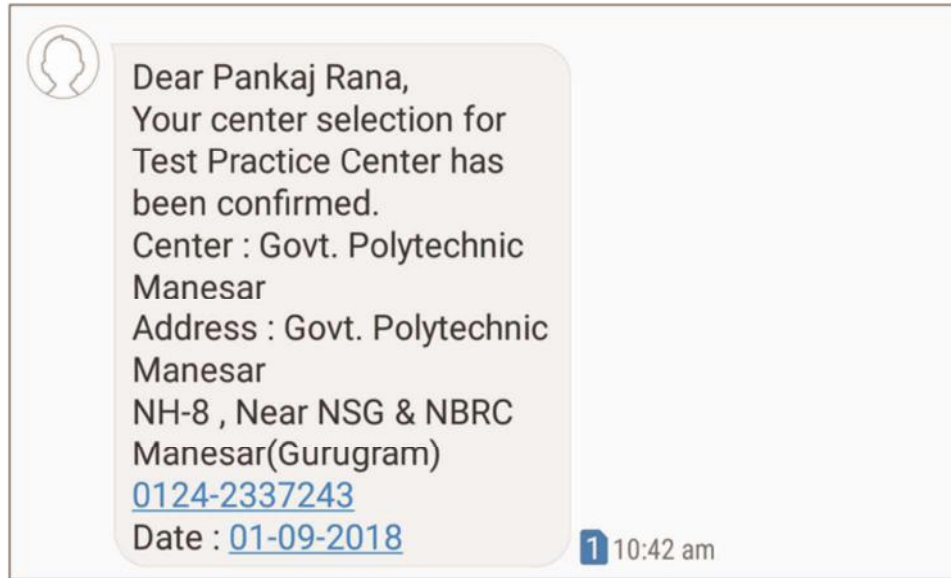 Dear Pankaj Rana,
Your center selection for
Test Practice Center has
been confirmed.
Center : Govt. Polytechnic
Manesar
Address : Govt. Polytechnic
Manesar
NH-8 , Near NSG & NBRC
Manesar(Gurugram)
0124-2337243
Date : 01-09-2018
1 10:42 am